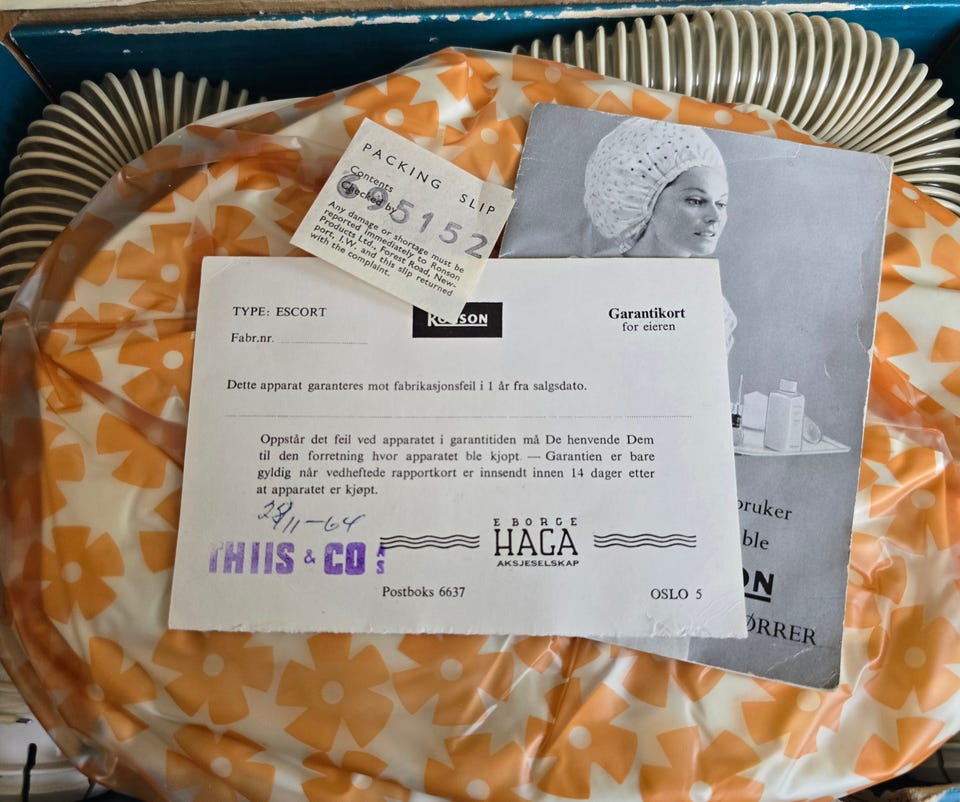 PACKING SLIP
Contents
Checked by
695152
Any damage or shortage must be
reported immediately to Ronson
Products Ltd., Forest Road, New-
port, I.W. and this slip returned
with the complaint.
TYPE: ESCORT
RONSON
Garantikort
for eieren
Fabr.nr.
Dette apparat garanteres mot fabrikasjonsfeil i 1 år fra salgsdato.
Oppstår det feil ved apparatet i garantitiden må De henvende Dem
til den forretning hvor apparatet ble kjøpt. — Garantien er bare
gyldig når vedheftede rapportkort er innsendt innen 14 dager etter
at apparatet er kjøpt.
28/11-64
THIIS & CO A/S
E BORGE
HAGA
AKSJESELSKAP
Postboks 6637
OSLO 5
bruker
ble
ON
ØRRER